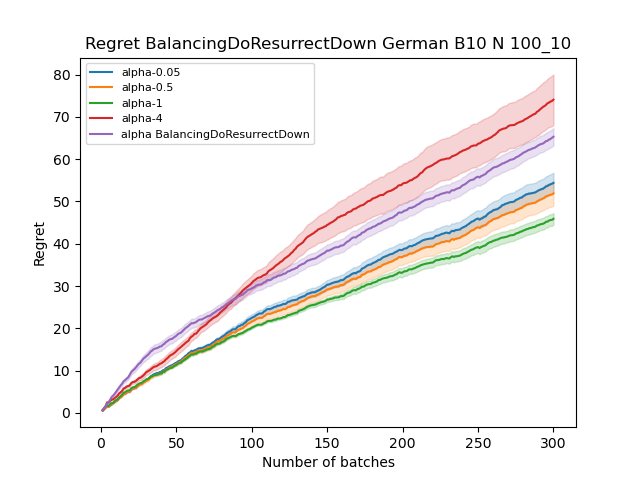 Regret BalancingDoResurrectDown German B10 N 100_10
80
70
60
50
40
30
20
10
0
Regret
alpha-0.05
alpha-0.5
alpha-1
alpha-4
alpha BalancingDoResurrectDown
0 50 100 150 200 250 300
Number of batches